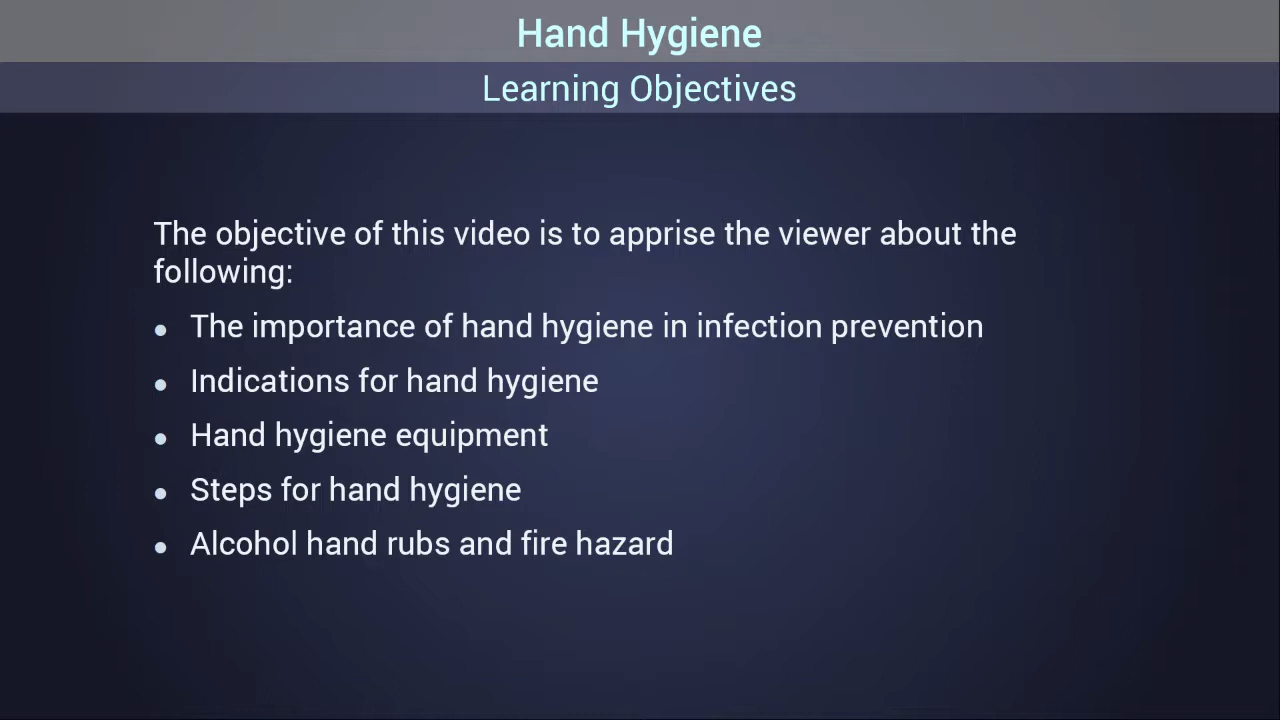 Hand Hygiene
Learning Objectives
The objective of this video is to apprise the viewer about the
following:
● The importance of hand hygiene in infection prevention
● Indications for hand hygiene
● Hand hygiene equipment
● Steps for hand hygiene
● Alcohol hand rubs and fire hazard